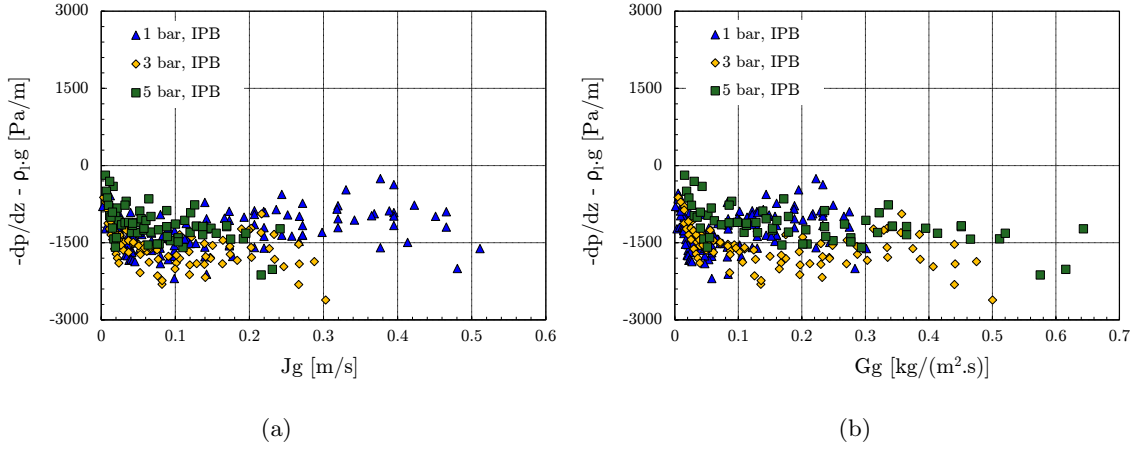 3000
1500
0
-1500
-3000
-dp/dz - ρl.g [Pa/m]
1 bar, IPB
3 bar, IPB
5 bar, IPB
0 0.1 0.2 0.3 0.4 0.5 0.6
Jg [m/s]
(a)
3000
1500
0
-1500
-3000
-dp/dz - ρl.g [Pa/m]
1 bar, IPB
3 bar, IPB
5 bar, IPB
0 0.1 0.2 0.3 0.4 0.5 0.6 0.7
Gg [kg/(m².s)]
(b)